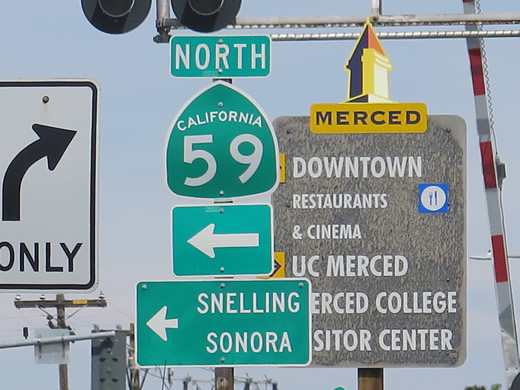 NORTH
CALIFORNIA
59
ONLY
SNELLING
SONORA
MERCED
DOWNTOWN
RESTAURANTS
& CINEMA
UC MERCED
ERCED COLLEGE
SITOR CENTER